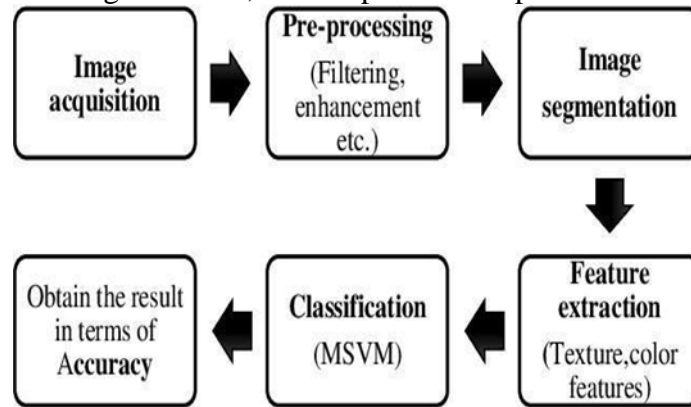 Image
acquisition
Pre-processing
(Filtering,
enhancement
etc.)
Image
segmentation
Feature
extraction
(Texture,color
features)
Classification
(MSVM)
Obtain the result
in terms of
Accuracy